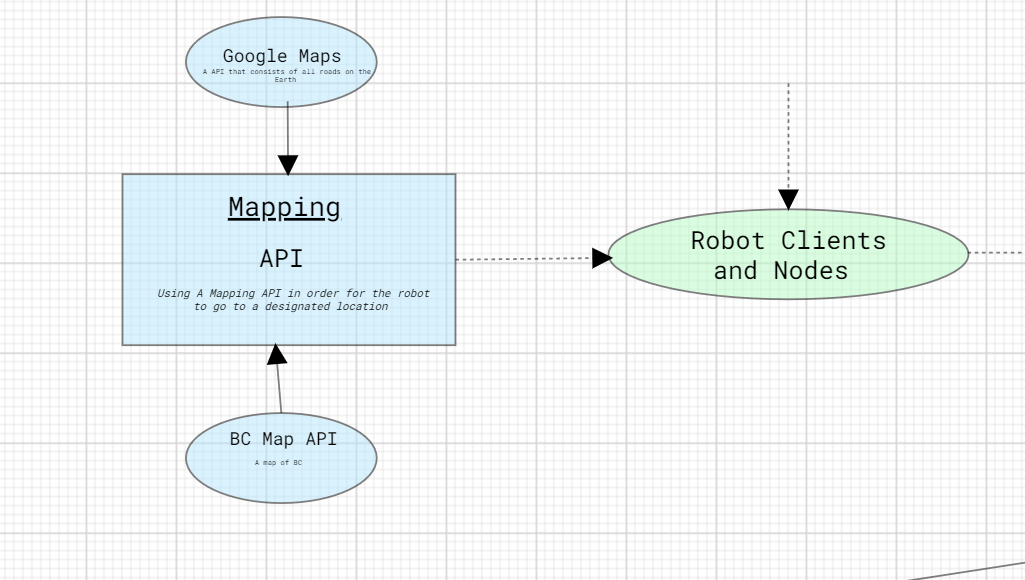 Google Maps
A API that consists of all roads on the
Earth
Mapping
API
Using A Mapping API in order for the robot
to go to a designated location
Robot Clients
and Nodes
BC Map API
A map of BC